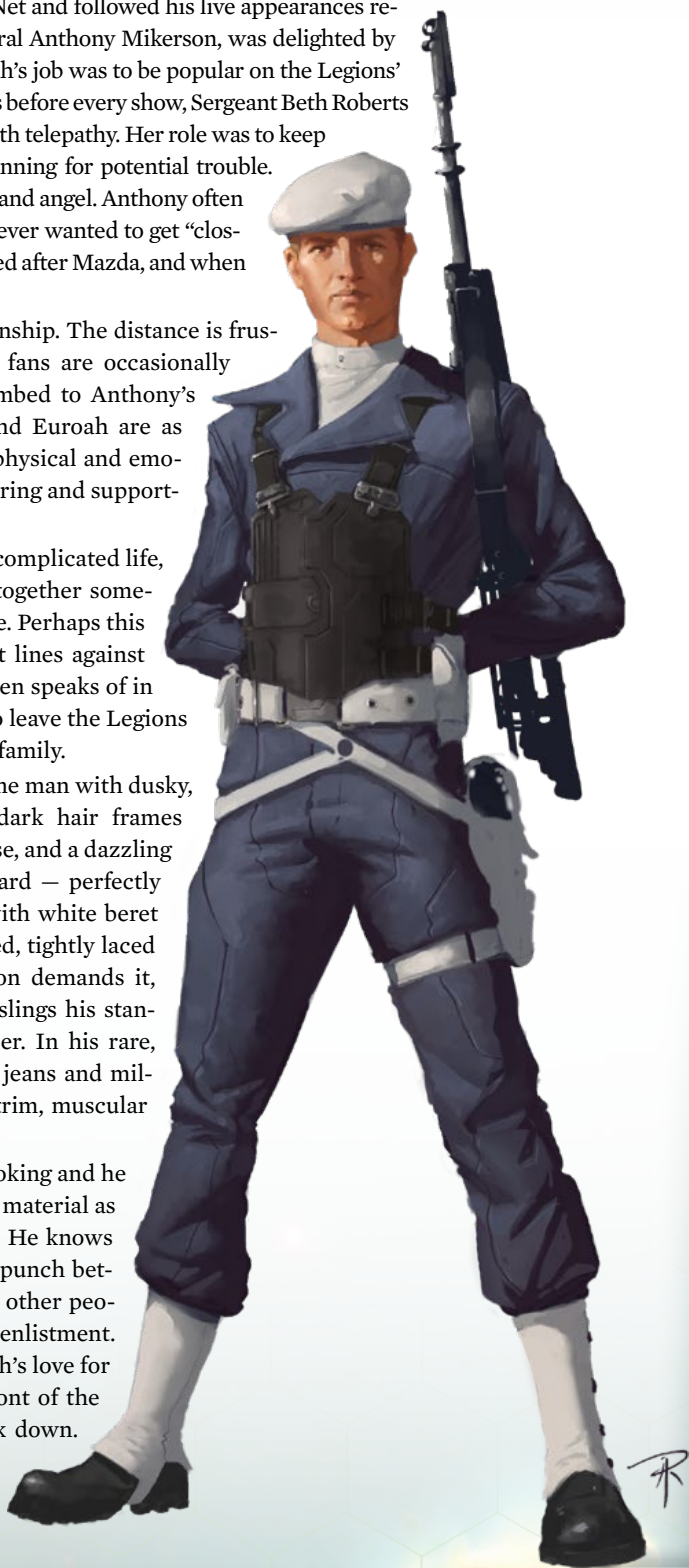 Net and followed his live appearances re-
ral Anthony Mikerson, was delighted by
h’s job was to be popular on the Legions’
s before every show, Sergeant Beth Roberts
th telepathy. Her role was to keep
nning for potential trouble.
and angel. Anthony often
ever wanted to get “clos-
ed after Mazda, and when
nship. The distance is frus-
fans are occasionally
mbed to Anthony’s
nd Euroah are as
physical and emo-
ring and support-
complicated life,
together some-
e. Perhaps this
t lines against
en speaks of in
o leave the Legions
family.
ne man with dusky,
dark hair frames
se, and a dazzling
ard — perfectly
with white beret
ed, tightly laced
on demands it,
slings his stan-
er. In his rare,
jeans and mil-
trim, muscular
oking and he
material as
He knows
punch bet-
other peo-
enlistment.
h’s love for
ont of the
k down.